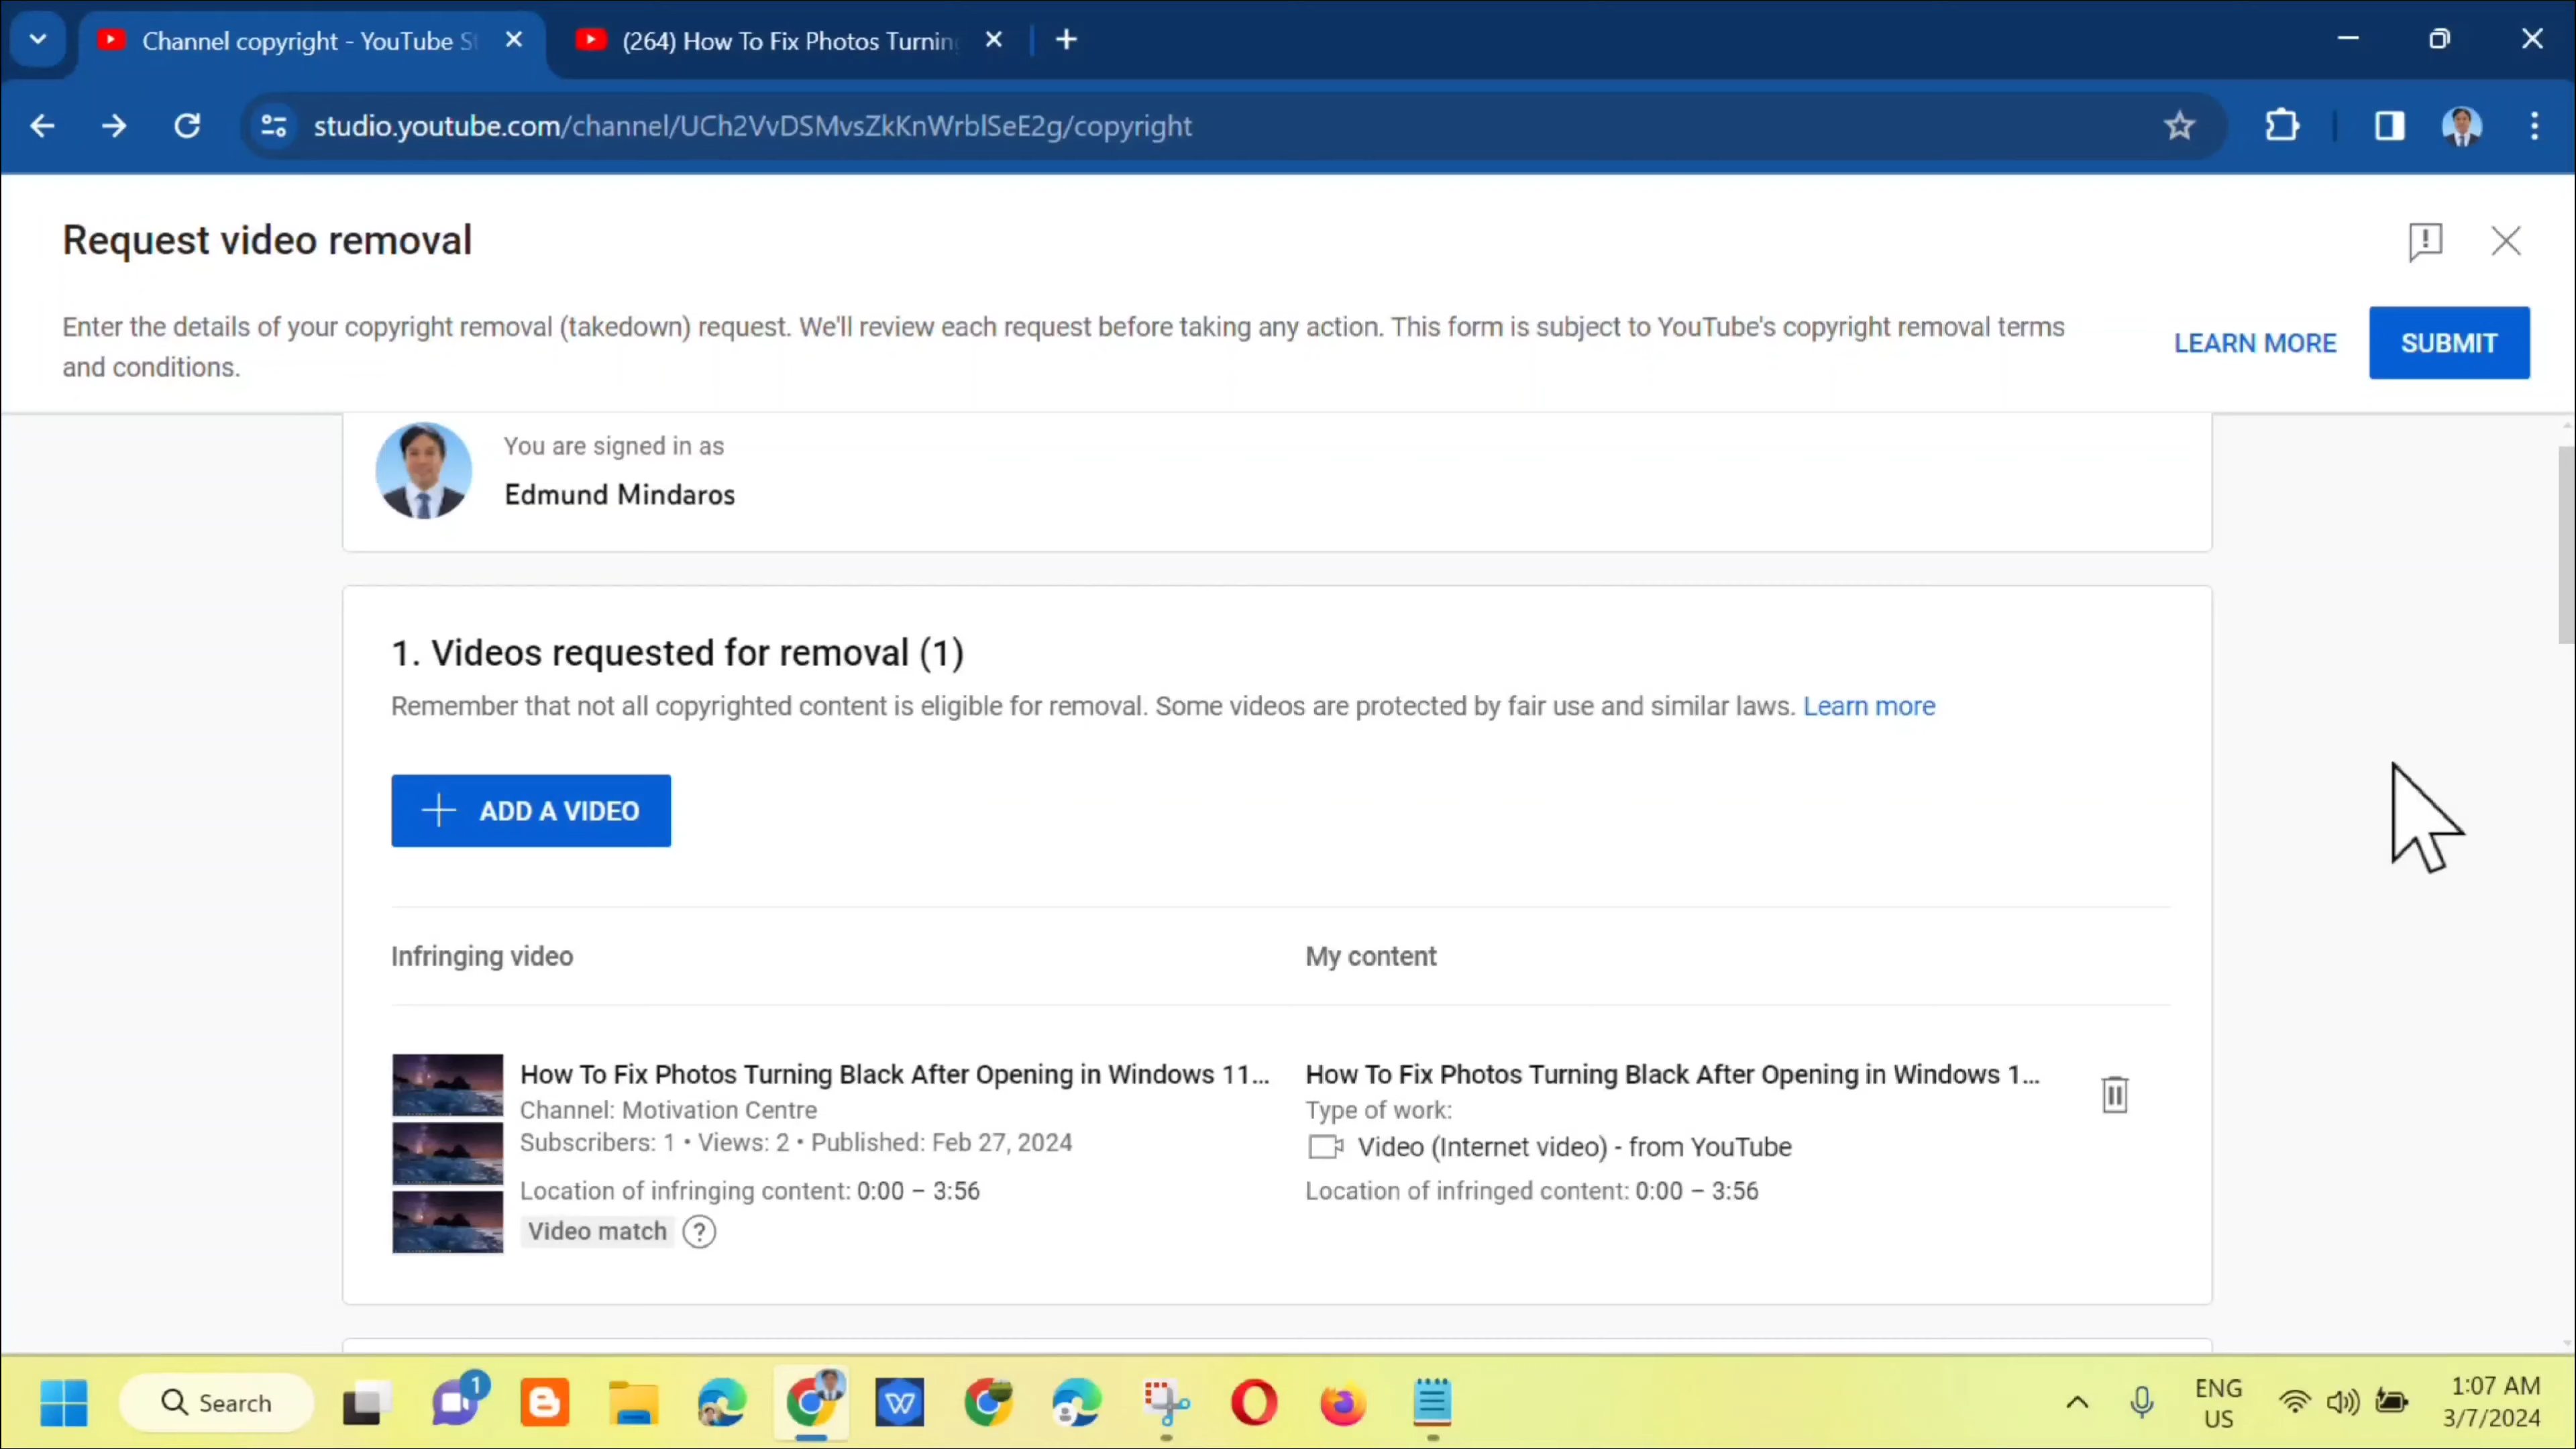 Channel copyright - YouTube St
(264) How To Fix Photos Turning
studio.youtube.com/channel/UCh2VvDSMvsZkKnWrblSeE2g/copyright
Request video removal
Enter the details of your copyright removal (takedown) request. We'll review each request before taking any action. This form is subject to YouTube's copyright removal terms
and conditions.
LEARN MORE
SUBMIT
You are signed in as
Edmund Mindaros
1. Videos requested for removal (1)
Remember that not all copyrighted content is eligible for removal. Some videos are protected by fair use and similar laws. Learn more
ADD A VIDEO
Infringing video
My content
How To Fix Photos Turning Black After Opening in Windows 11...
Channel: Motivation Centre
Subscribers: 1 • Views: 2 • Published: Feb 27, 2024
Location of infringing content: 0:00 – 3:56
Video match ?
How To Fix Photos Turning Black After Opening in Windows 1...
Type of work:
Video (Internet video) - from YouTube
Location of infringed content: 0:00 – 3:56
Search
1
ENG
US
1:07 AM
3/7/2024